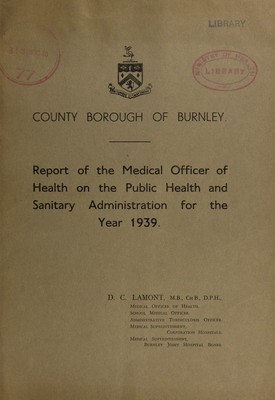 LIBRARY
77
LIBRARY
COUNTY BOROUGH OF BURNLEY.
Report of the Medical Officer of
Health on the Public Health and
Sanitary Administration for the
Year 1939.
D. C. LAMONT, M.B., Ch.B., D.P.H.,
Medical Officer of Health.
School Medical Officer.
Administrative Tuberculosis Officer.
Medical Superintendent,
Corporation Hospitals.
Medical Superintendent,
Burnley Joint Hospital Board.